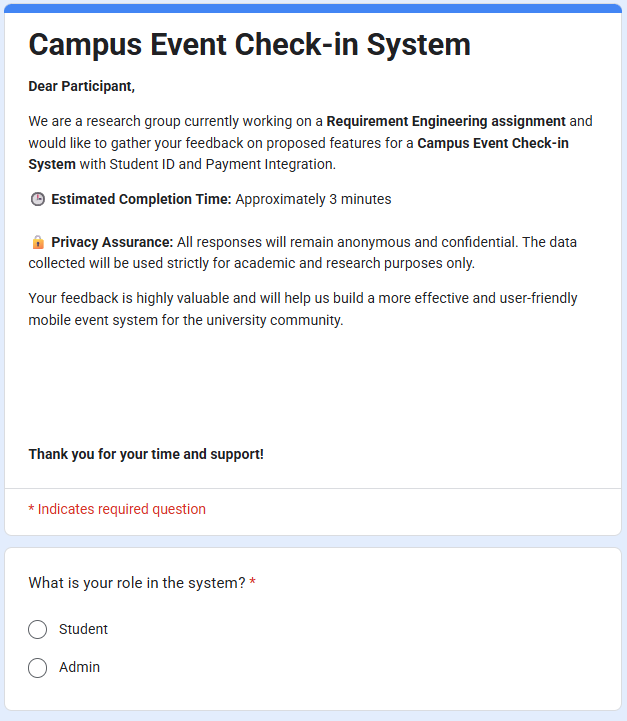 Campus Event Check-in System
Dear Participant,
We are a research group currently working on a Requirement Engineering assignment and
would like to gather your feedback on proposed features for a Campus Event Check-in
System with Student ID and Payment Integration.
Estimated Completion Time: Approximately 3 minutes
Privacy Assurance: All responses will remain anonymous and confidential. The data
collected will be used strictly for academic and research purposes only.
Your feedback is highly valuable and will help us build a more effective and user-friendly
mobile event system for the university community.
Thank you for your time and support!
* Indicates required question
What is your role in the system? *
Student
Admin